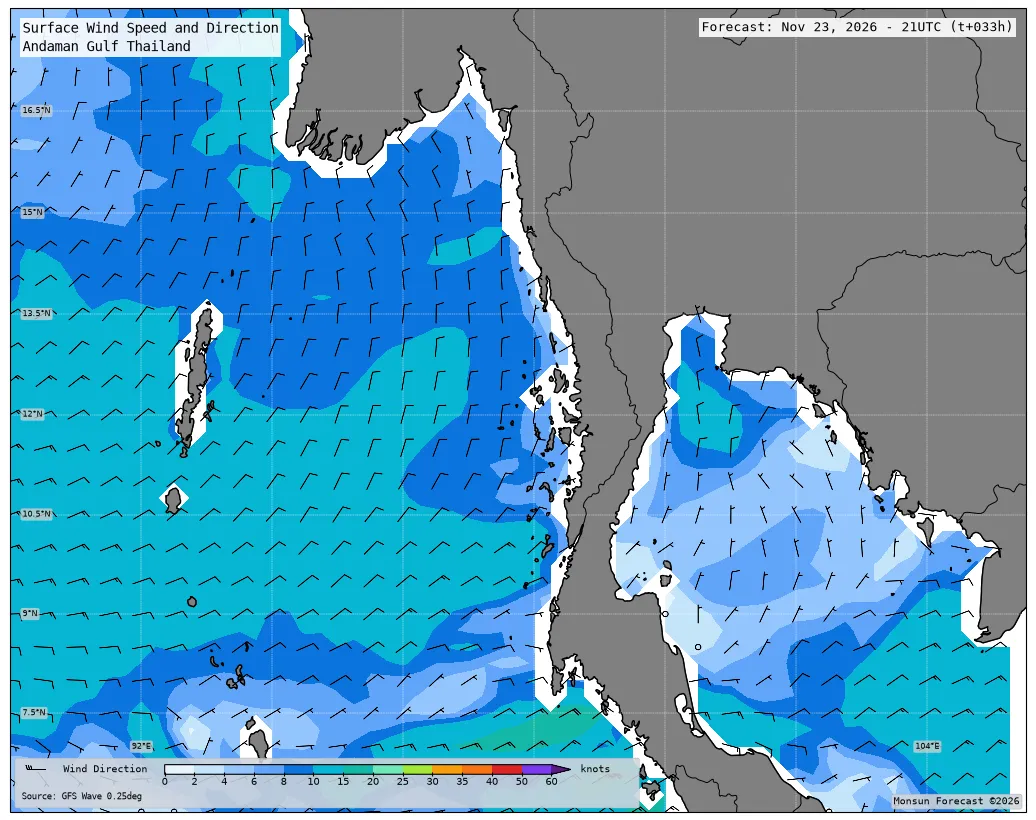 Surface Wind Speed and Direction
Andaman Gulf Thailand
Forecast: Nov 23, 2026 - 21UTC (t+033h)
16.5°N
15°N
13.5°N
12°N
10.5°N
9°N
7.5°N
92°E
104°E
Wind Direction
0 2 4 6 8 10 15 20 25 30 35 40 50 60
knots
Source: GFS Wave 0.25deg
Monsun Forecast ©2026